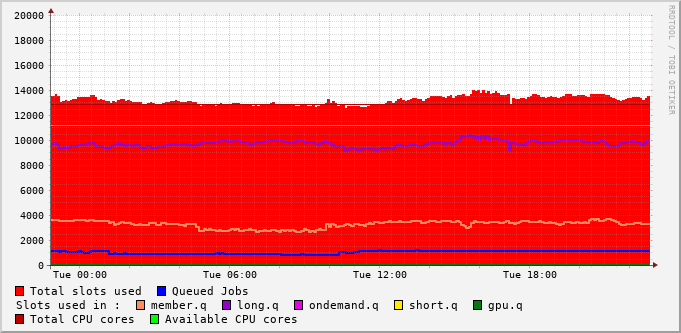 RRDTOOL / TOBI OETIKER
20000
18000
16000
14000
12000
10000
8000
6000
4000
2000
0
Tue 00:00 Tue 06:00 Tue 12:00 Tue 18:00
Total slots used Queued Jobs
Slots used in : member.q long.q ondemand.q short.q gpu.q
Total CPU cores Available CPU cores